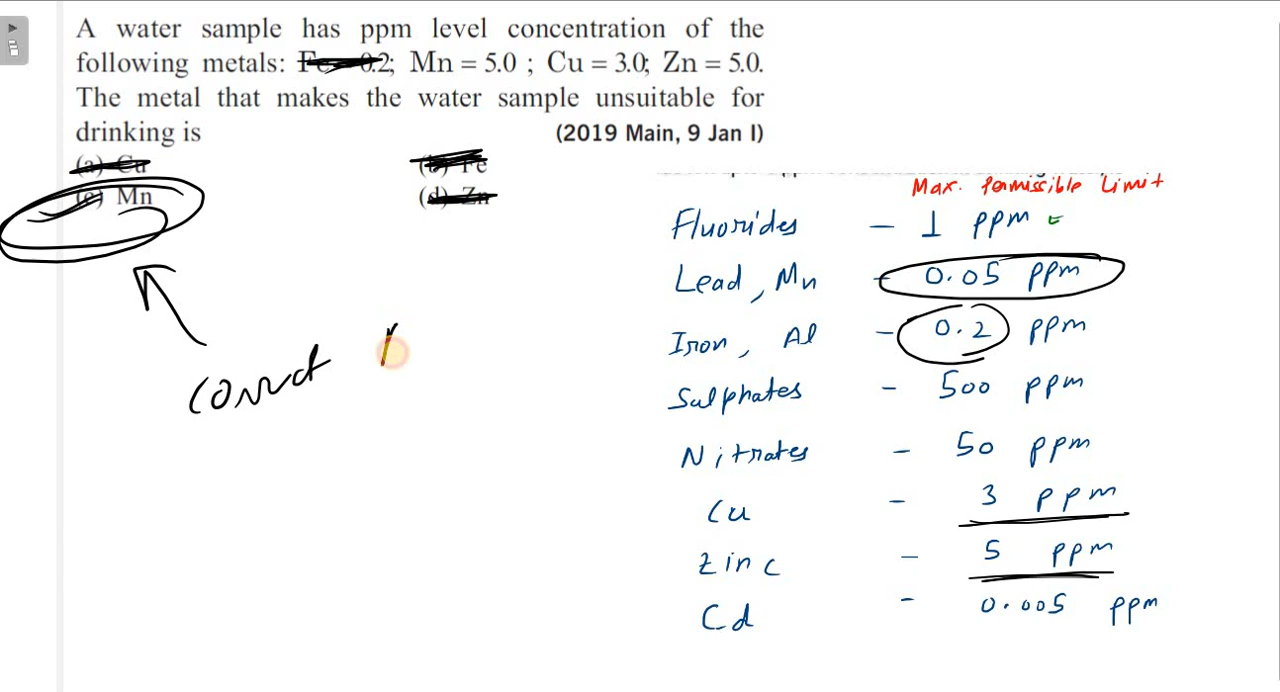 A water sample has ppm level concentration of the
following metals: Fe = 0.2; Mn = 5.0 ; Cu = 3.0; Zn = 5.0.
The metal that makes the water sample unsuitable for
drinking is (2019 Main, 9 Jan I)
(a) Cu (b) Fe
(c) Mn (d) Zn
Max. Permissible Limit
Fluorides – 1 ppm
Lead, Mn – 0.05 ppm
Iron, Al – 0.2 ppm
Sulphates – 500 ppm
Nitrates – 50 ppm
Cu – 3 ppm
Zinc – 5 ppm
Cd – 0.005 ppm